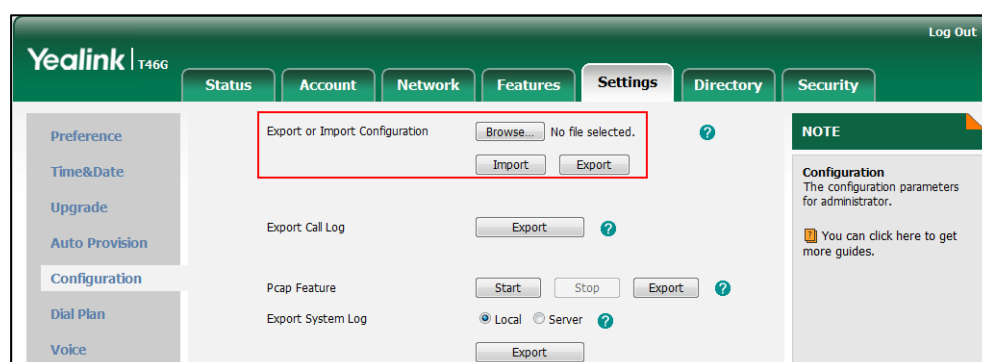 Log Out
Yealink | T46G
Status Account Network Features Settings Directory Security
Preference
Time&Date
Upgrade
Auto Provision
Configuration
Dial Plan
Voice
Export or Import Configuration Browse... No file selected.
Import Export
Export Call Log Export
Pcap Feature Start Stop Export
Export System Log Local Server
Export
NOTE
Configuration
The configuration parameters
for administrator.
You can click here to get
more guides.